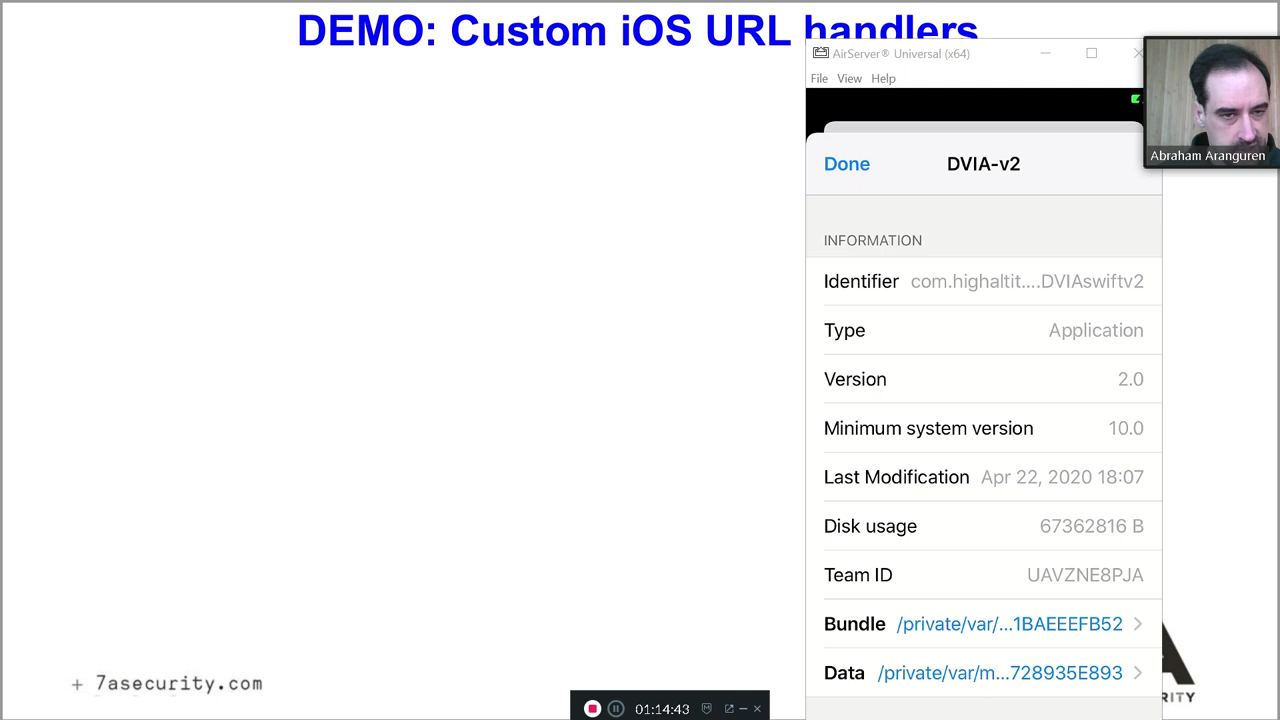 DEMO: Custom iOS URL handlers
AirServer® Universal (x64)
File View Help
Abraham Aranguren
Done DVIA-v2
INFORMATION
Identifier com.highaltit....DVIAswiftv2
Type Application
Version 2.0
Minimum system version 10.0
Last Modification Apr 22, 2020 18:07
Disk usage 67362816 B
Team ID UAVZNE8PJA
Bundle /private/var/...1BAEEEFB52
Data /private/var/m...728935E893
+ 7asecurity.com
RITY
01:14:43